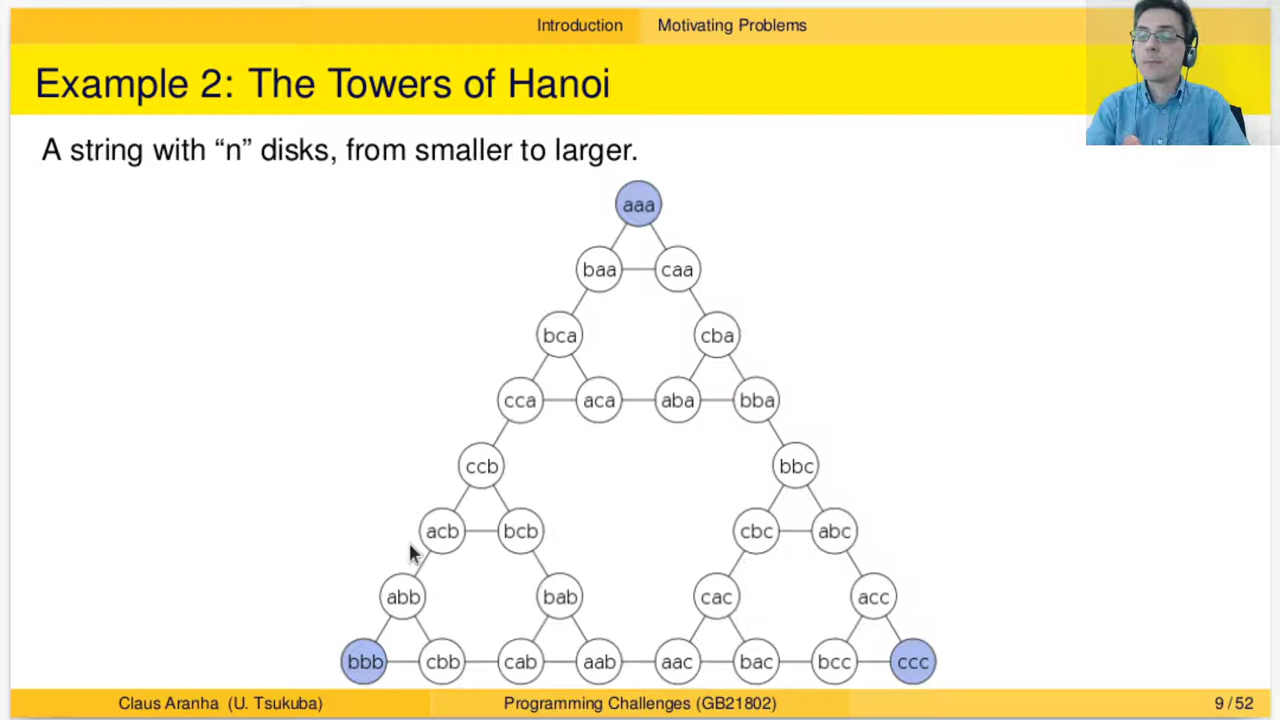 Introduction Motivating Problems
Example 2: The Towers of Hanoi
A string with “n” disks, from smaller to larger.
aaa
baa caa
bca cba
cca aca aba bba
ccb bbc
acb bcb cbc abc
abb bab cac acc
bbb cbb cab aab aac bac bcc ccc
Claus Aranha (U. Tsukuba) Programming Challenges (GB21802) 9 / 52